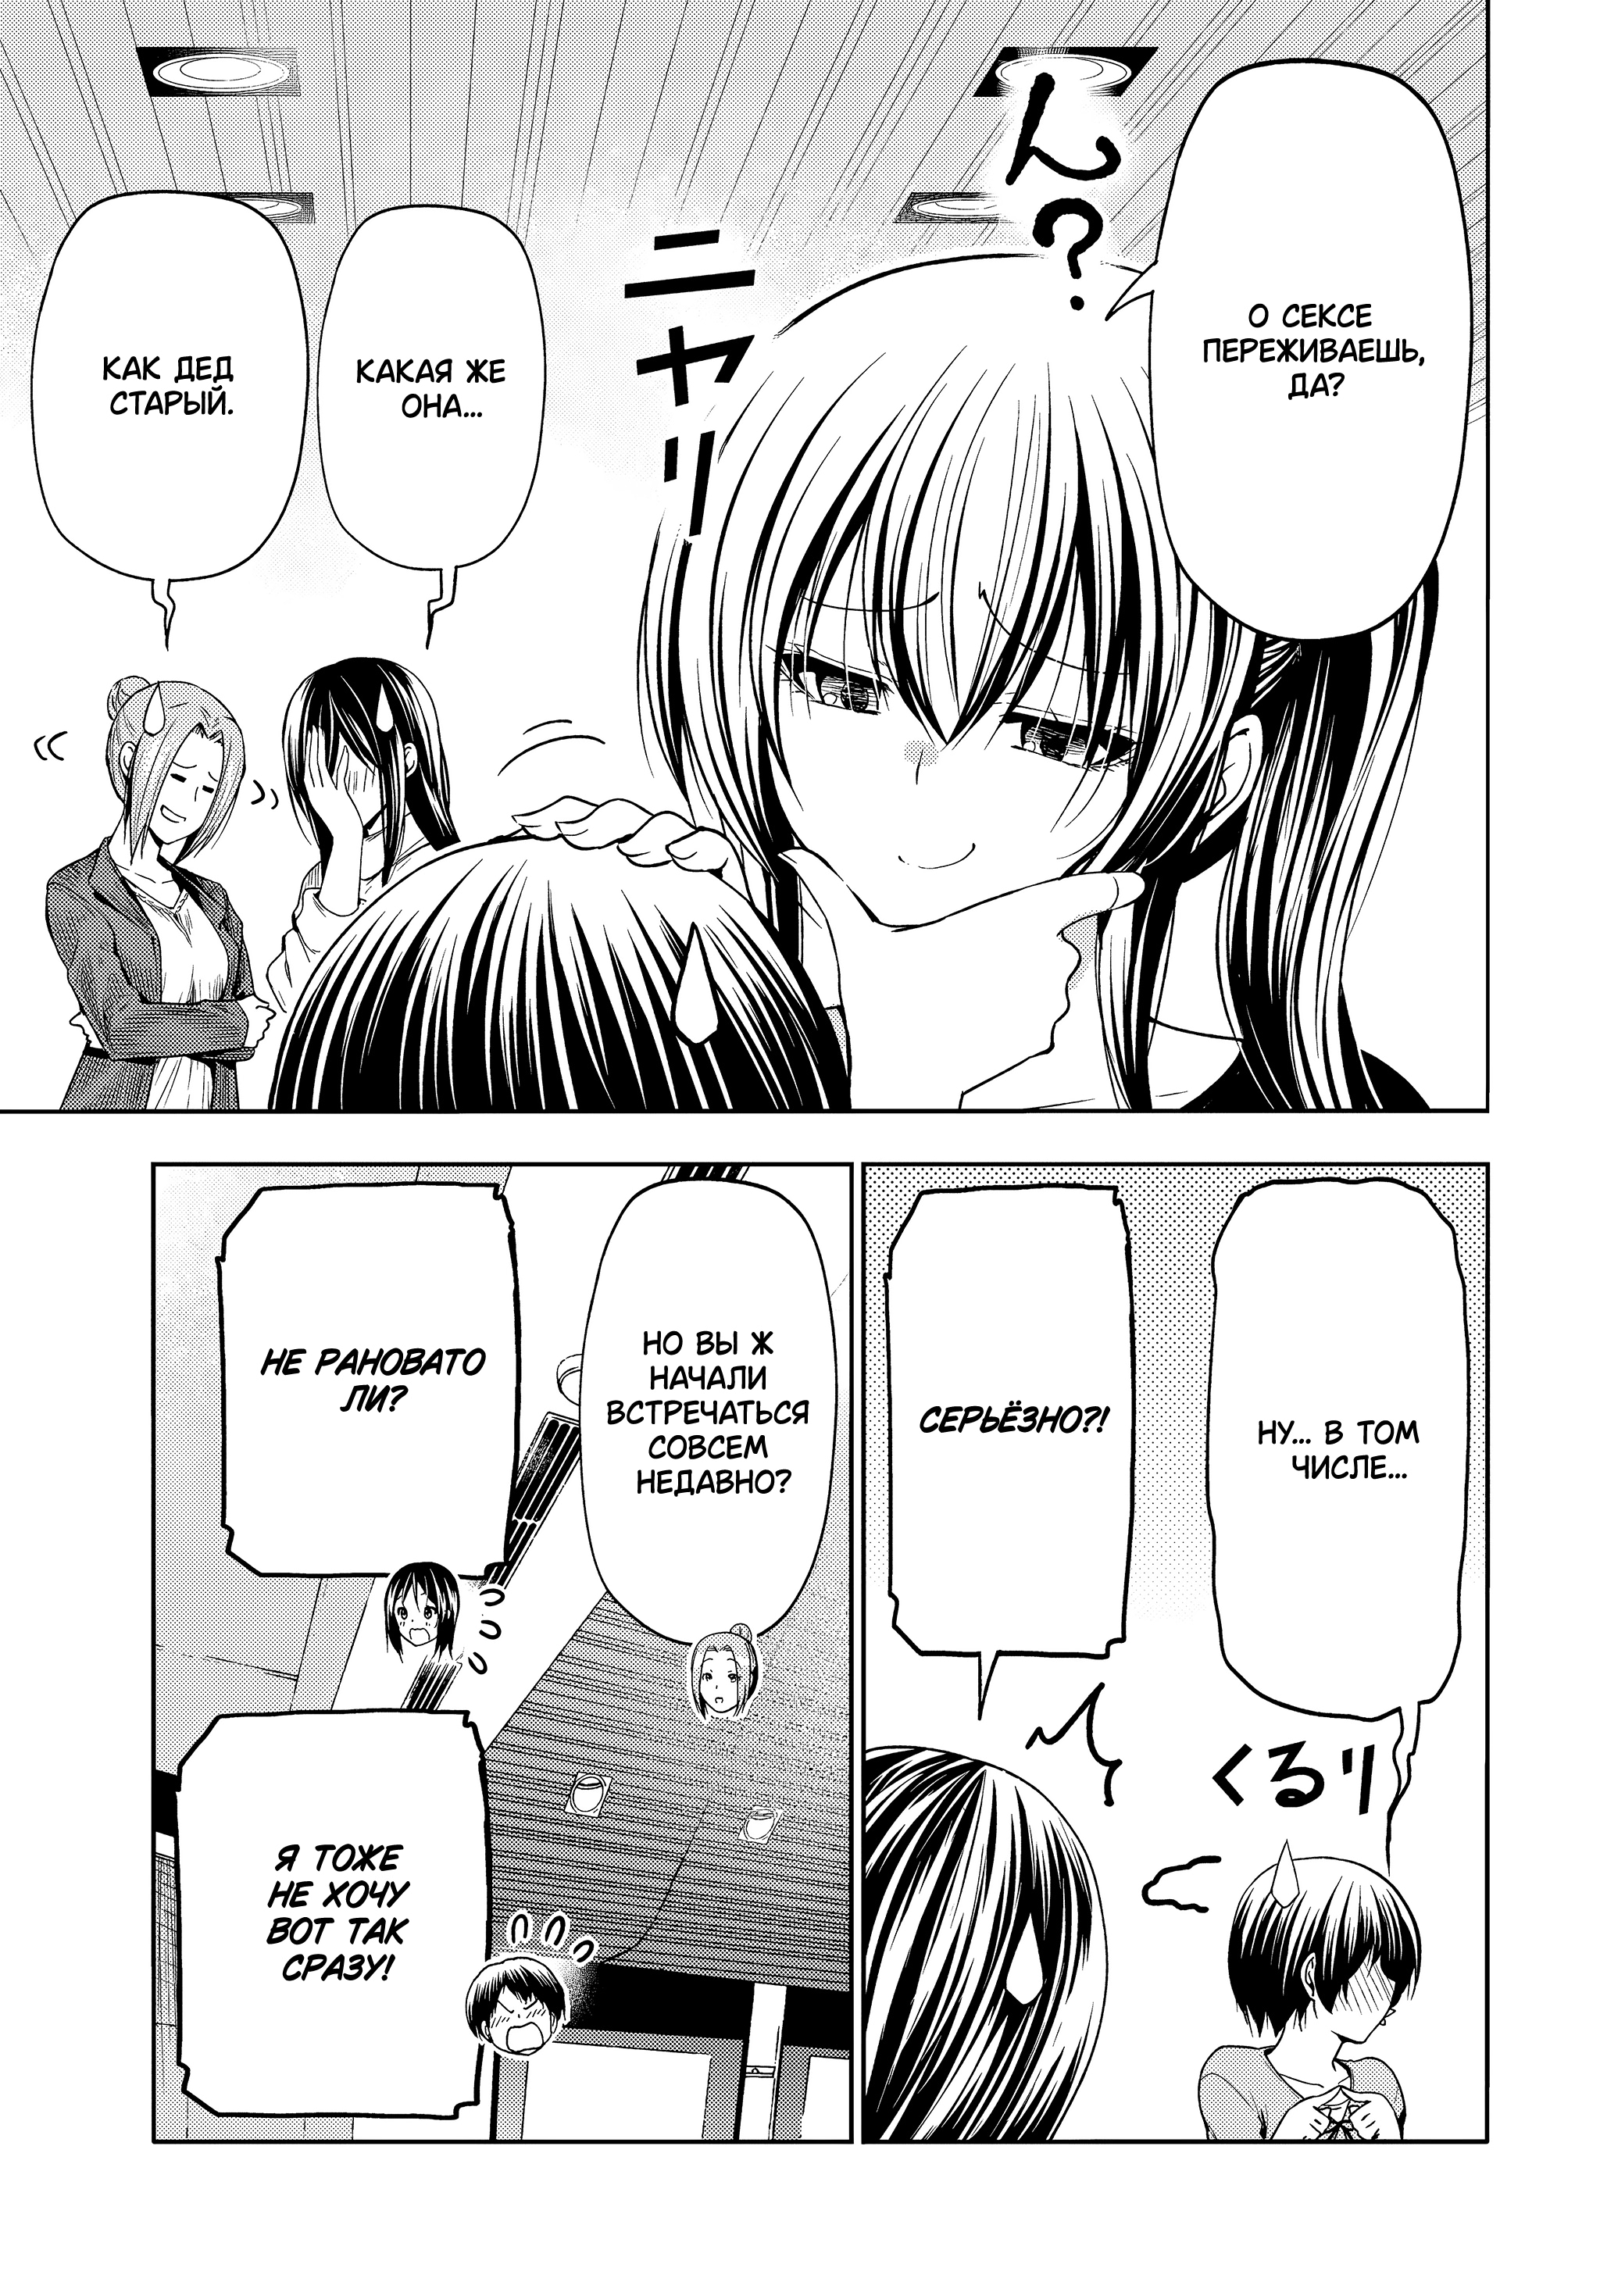 О СЕКСЕ
ПЕРЕЖИВАЕШЬ,
ДА?
ん?
ニヤリ
КАКАЯ ЖЕ
ОНА...
КАК ДЕД
СТАРЫЙ.
НУ... В ТОМ
ЧИСЛЕ...
くるり
СЕРЬЁЗНО?!
НО ВЫ Ж
НАЧАЛИ
ВСТРЕЧАТЬСЯ
СОВСЕМ
НЕДАВНО?
НЕ РАНОВАТО
ЛИ?
Я ТОЖЕ
НЕ ХОЧУ
ВОТ ТАК
СРАЗУ!